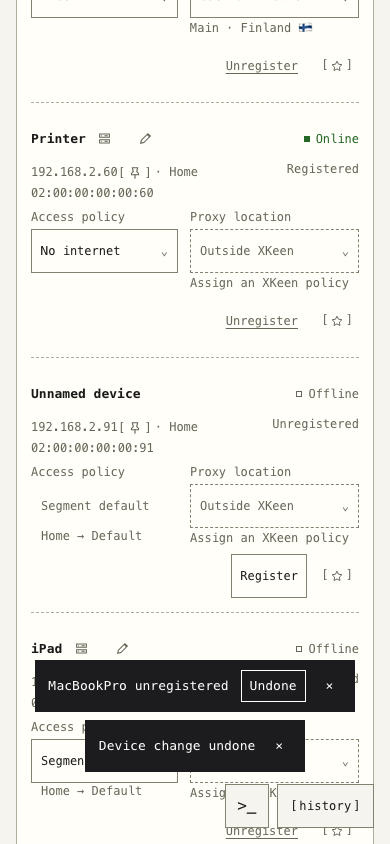 Main · Finland 🇫🇮
Unregister [☆]
Printer Online
192.168.2.60[ ] · Home Registered
02:00:00:00:00:60
Access policy Proxy location
No internet Outside XKeen
Assign an XKeen policy
Unregister [☆]
Unnamed device Offline
192.168.2.91[ ] · Home Unregistered
02:00:00:00:00:91
Access policy Proxy location
Segment default Outside XKeen
Home → Default Assign an XKeen policy
Register [☆]
iPad Offline
MacBookPro unregistered Undone ×
Access
Device change undone ×
Home → Default
>_ [history]
Unregister